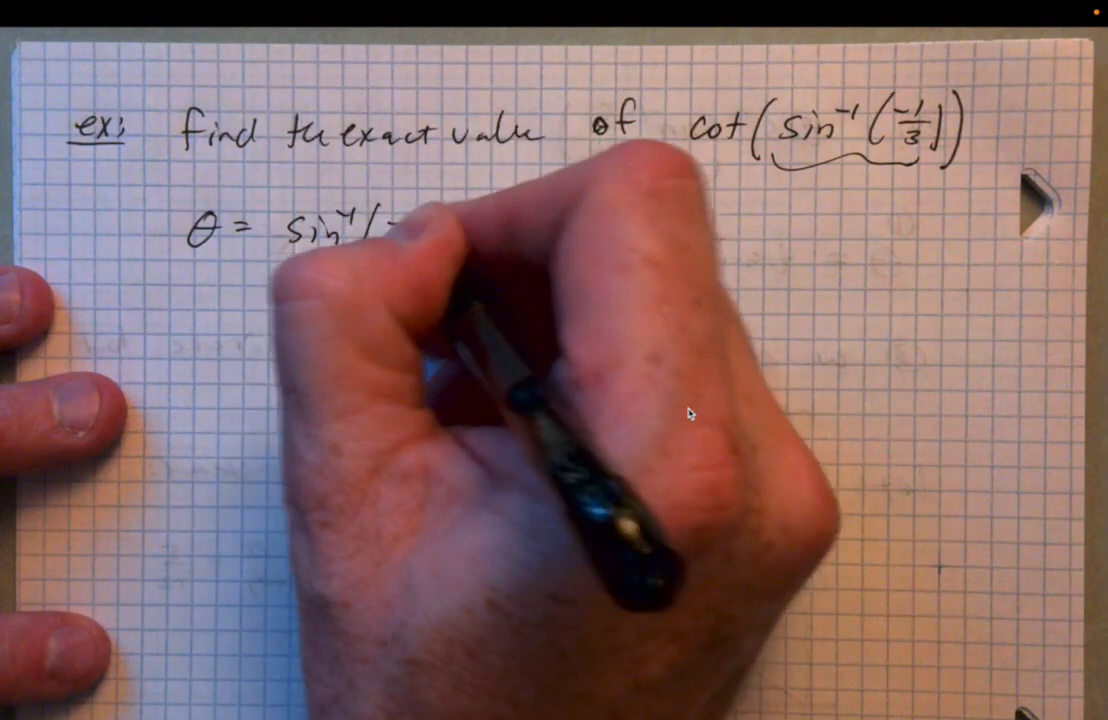 ex: find the exact value of cot(sin⁻¹(-1/3))
θ = sin⁻¹(-